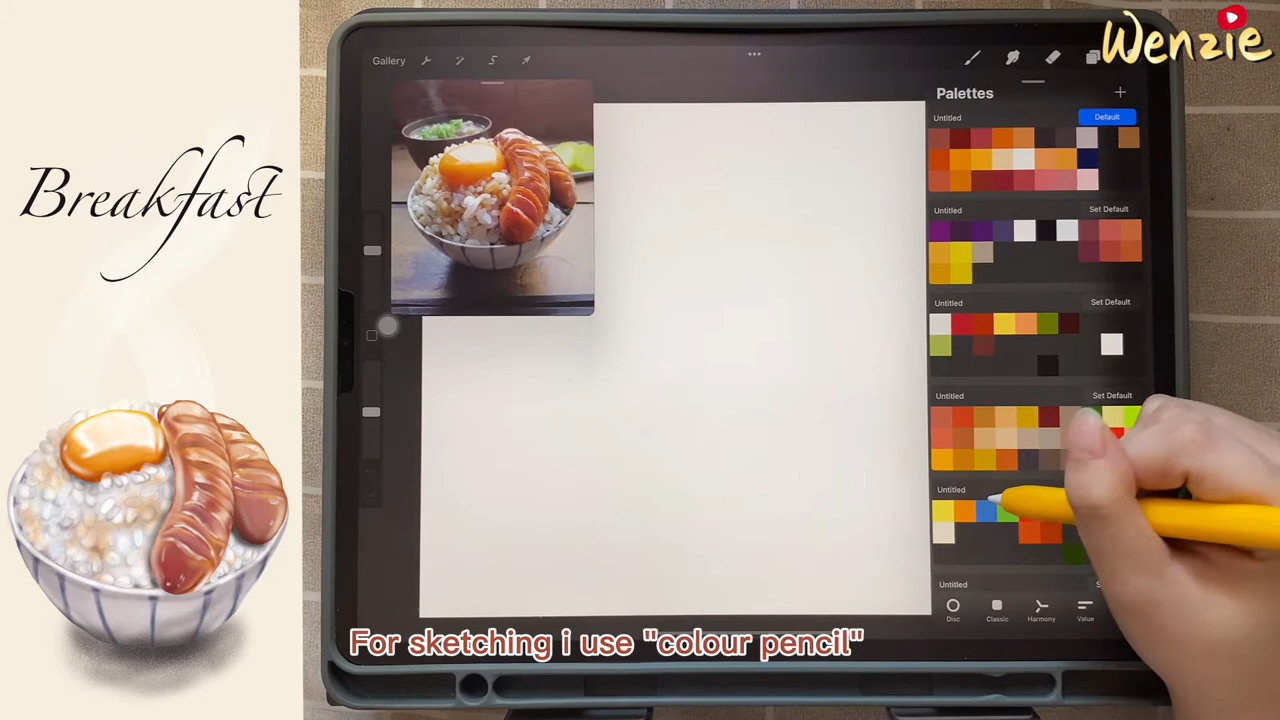 Wenzie
Breakfast
Gallery
Palettes
Untitled
Default
Untitled
Set Default
Untitled
Set Default
Untitled
Set Default
Untitled
Untitled
Disc
Classic
Harmony
Value
For sketching i use "colour pencil"